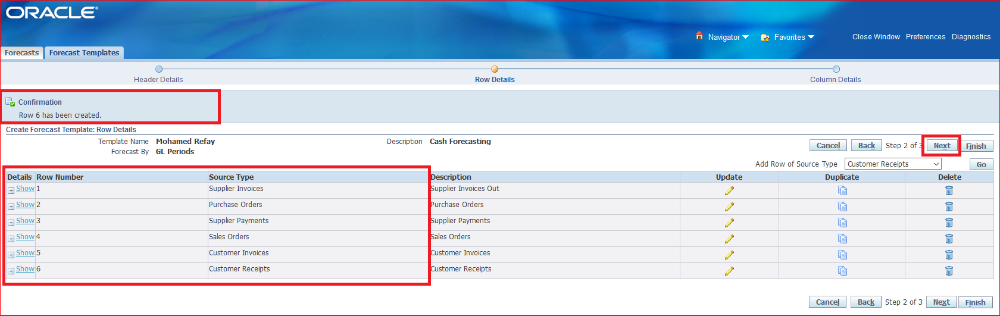 ORACLE
Navigator Favorites Close Window Preferences Diagnostics
Forecasts Forecast Templates
Header Details Row Details Column Details
Confirmation
Row 6 has been created.
Create Forecast Template: Row Details
Template Name Mohamed Refay Description Cash Forecasting
Forecast By GL Periods
Cancel Back Step 2 of 3 Next Finish
Add Row of Source Type Customer Receipts Go
Details Row Number Source Type Description Update Duplicate Delete
Show 1 Supplier Invoices Supplier Invoices Out
Show 2 Purchase Orders Purchase Orders
Show 3 Supplier Payments Supplier Payments
Show 4 Sales Orders Sales Orders
Show 5 Customer Invoices Customer Invoices
Show 6 Customer Receipts Customer Receipts
Cancel Back Step 2 of 3 Next Finish